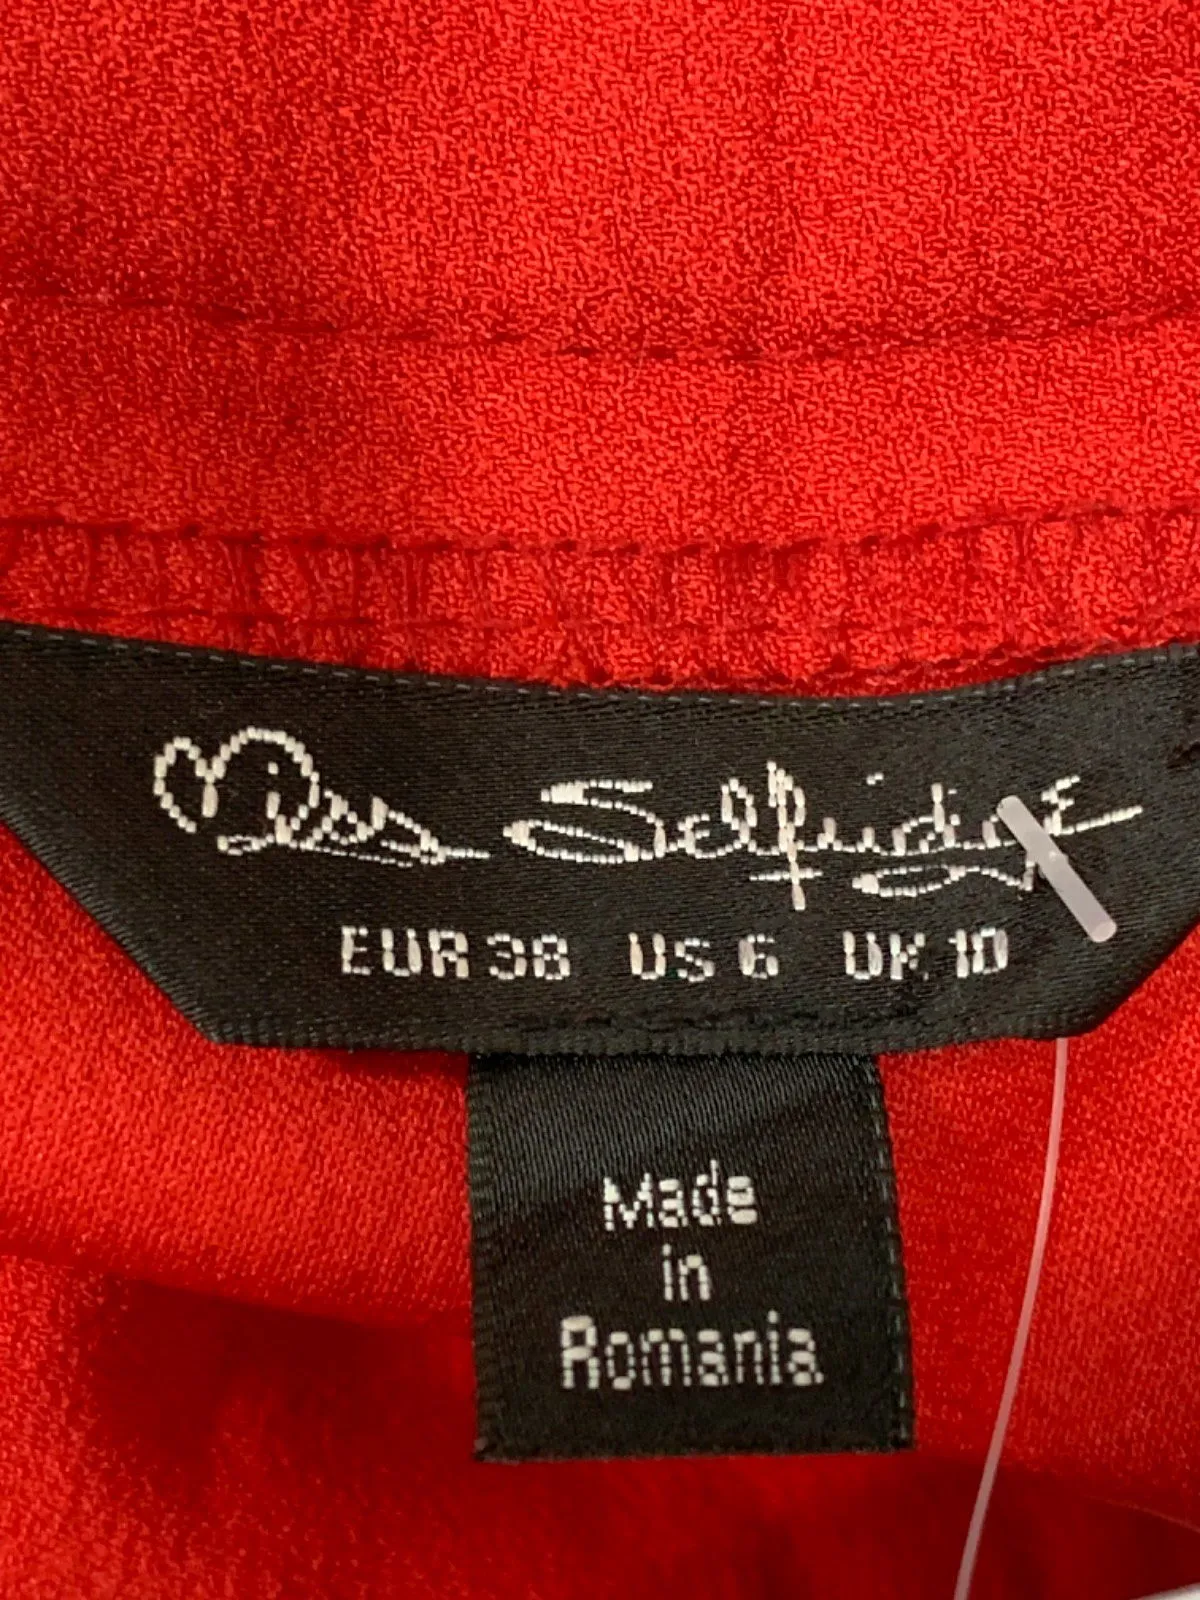 Miss Selfridge
EUR 38 US 6 UK 10
Made
in
Romania